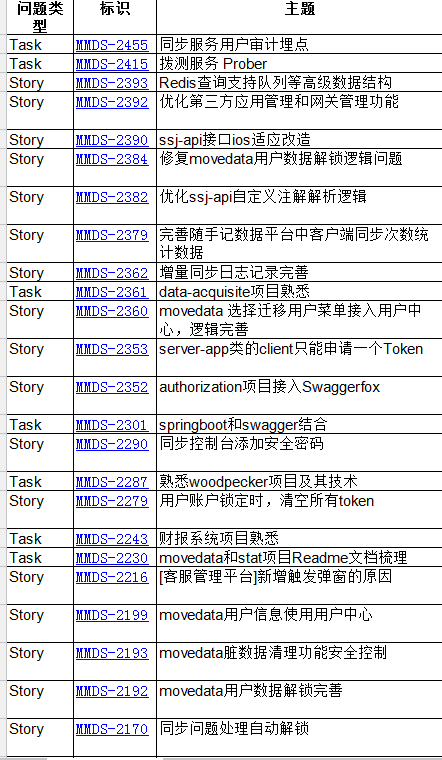 问题类型 标识 主题
Task MMDS-2455 同步服务用户审计埋点
Task MMDS-2415 拨测服务 Prober
Story MMDS-2393 Redis查询支持队列等高级数据结构
Story MMDS-2392 优化第三方应用管理和网关管理功能
Story MMDS-2390 ssj-api接口ios适应改造
Story MMDS-2384 修复movedata用户数据解锁逻辑问题
Story MMDS-2382 优化ssj-api自定义注解解析逻辑
Story MMDS-2379 完善随手记数据平台中客户端同步次数统
计数据
Story MMDS-2362 增量同步日志记录完善
Task MMDS-2361 data-acquisite项目熟悉
Story MMDS-2360 movedata 选择迁移用户菜单接入用户中
心，逻辑完善
Story MMDS-2353 server-app类的client只能申请一个Token
Story MMDS-2352 authorization项目接入Swaggerfox
Task MMDS-2301 springboot和swagger结合
Story MMDS-2290 同步控制台添加安全密码
Task MMDS-2287 熟悉woodpecker项目及其技术
Story MMDS-2279 用户账户锁定时，清空所有token
Task MMDS-2243 财报系统项目熟悉
Task MMDS-2230 movedata和stat项目Readme文档梳理
Story MMDS-2216 [客服管理平台]新增触发弹窗的原因
Story MMDS-2199 movedata用户信息使用用户中心
Story MMDS-2193 movedata脏数据清理功能安全控制
Story MMDS-2192 movedata用户数据解锁完善
Story MMDS-2170 同步问题处理自动解锁